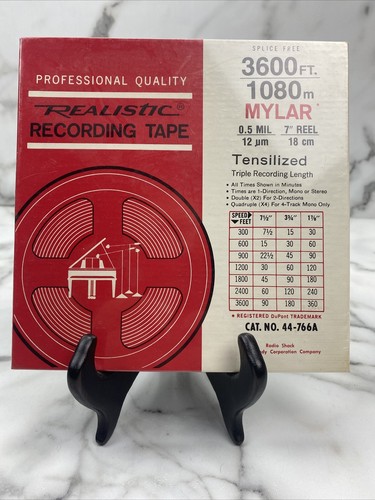 PROFESSIONAL QUALITY
REALISTIC®
RECORDING TAPE
SPLICE FREE
3600 FT.
1080 m
MYLAR*
0.5 MIL 7" REEL
12 µm 18 cm
Tensilized
Triple Recording Length
• All Times Shown in Minutes
• Times are 1-Direction, Mono or Stereo
• Double (X2) For 2-Directions
• Quadruple (X4) For 4-Track Mono Only
SPEED FEET 7½" 3¾" 1⅞"
300 7½ 15 30
600 15 30 60
900 22½ 45 90
1200 30 60 120
1800 45 90 180
2400 60 120 240
3600 90 180 360
* REGISTERED DuPont TRADEMARK
CAT. NO. 44-766A
Radio Shack
dy Corporation Company